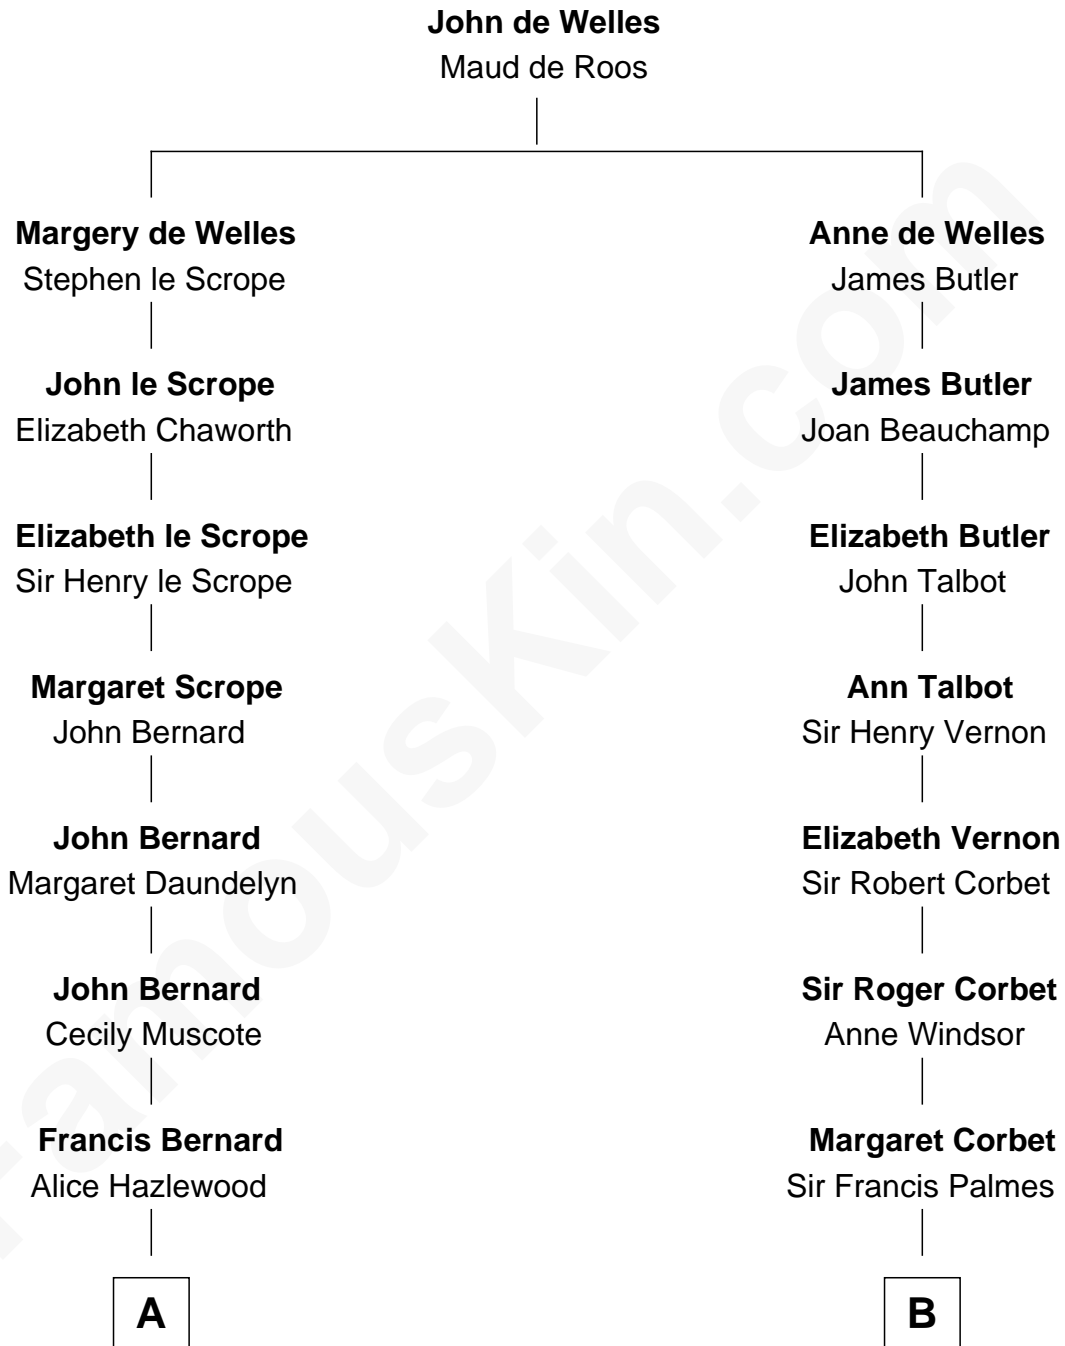 John de Welles
Maud de Roos
Margery de Welles
Stephen le Scrope
Anne de Welles
James Butler
John le Scrope
Elizabeth Chaworth
James Butler
Joan Beauchamp
Elizabeth le Scrope
Sir Henry le Scrope
Elizabeth Butler
John Talbot
Margaret Scrope
John Bernard
Ann Talbot
Sir Henry Vernon
John Bernard
Margaret Daundelyn
Elizabeth Vernon
Sir Robert Corbet
John Bernard
Cecily Muscote
Sir Roger Corbet
Anne Windsor
Francis Bernard
Alice Hazlewood
Margaret Corbet
Sir Francis Palmes
A
B
FamousKin.com